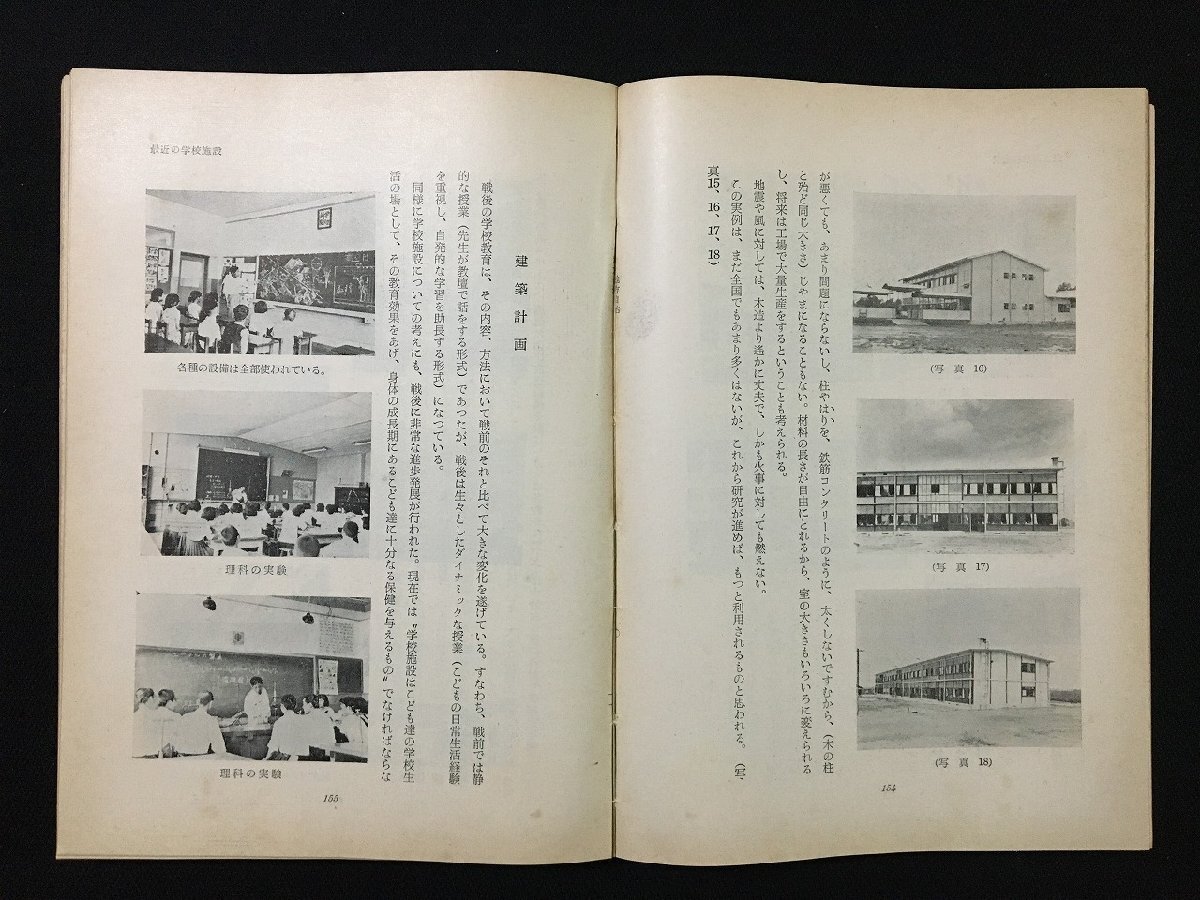 が悪くても、あまり問題にならないし、柱やはりを、鉄筋コンクリートのように、太くしないですむから、（木の柱
と殆ど同じ大きさ）じゃまになることもない。材料の長さが自由にとれるから、室の大きさもいろいろに変えられる
し、将来は工場で大量生産をするということも考えられる。
地震や風に対しては、木造より遙かに丈夫で、しかも火事に対しても燃えない。
この実例は、まだ全国でもあまり多くはないが、これから研究が進めば、もつと利用されるものと思われる。（写
真15、16、17、18）
(写真16)
(写真17)
(写真18)
154
最近の学校施設
建築計画
戦後の学校教育は、その内容、方法において戦前のそれと比べて大きな変化を遂げている。すなわち、戦前では静
的な授業（先生が教壇で話をする形式）であつたが、戦後は生々したダイナミックな授業（こどもの日常生活経験
を重視し、自発的な学習を助長する形式）になつている。
同様に学校施設についての考えにも、戦後に非常な進歩発展が行われた。現在では〝学校施設はこども達の学校生
活の場として、その教育効果をあげ、身体の成長期にあるこども達に十分なる保健を与えるもの〟でなければならな
各種の設備は全部使われている。
理科の実験
理科の実験
155